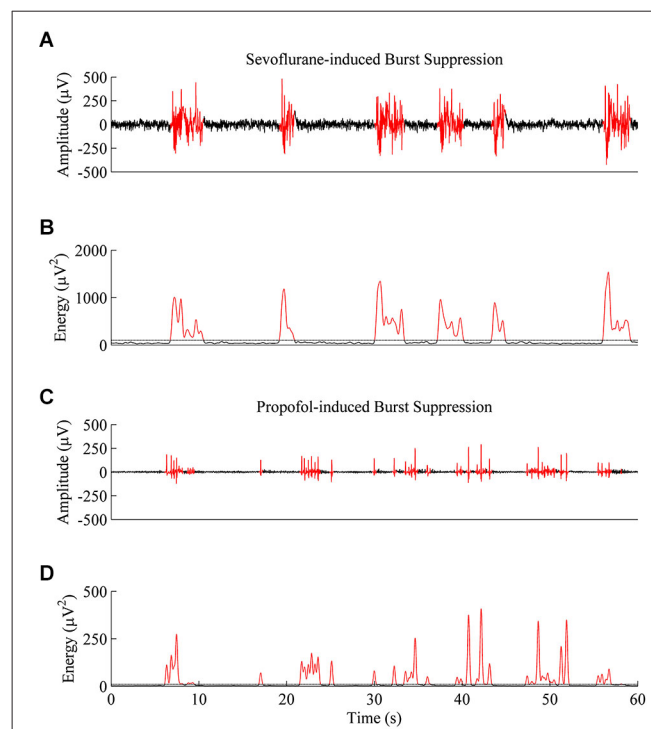 A
Sevoflurane-induced Burst Suppression
500
250
0
-250
-500
Amplitude (µV)
B
2000
1000
0
Energy (µV²)
C
Propofol-induced Burst Suppression
500
250
0
-250
-500
Amplitude (µV)
D
500
250
0
Energy (µV²)
0 10 20 30 40 50 60
Time (s)